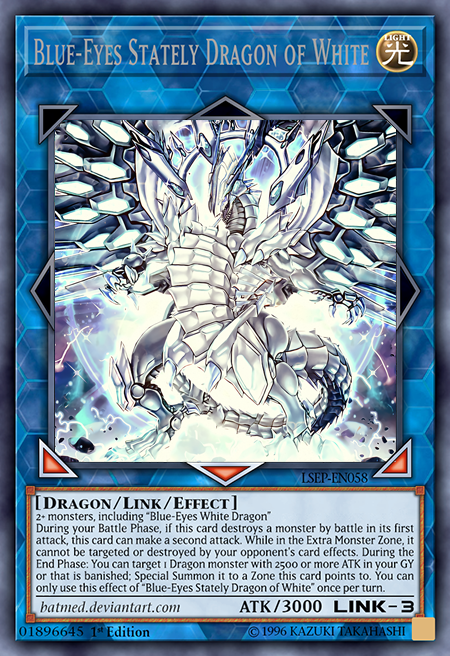 Blue-Eyes Stately Dragon of White
LIGHT
光
LSEP-EN058
[Dragon/Link/Effect]
2+ monsters, including "Blue-Eyes White Dragon"
During your Battle Phase, if this card destroys a monster by battle in its first
attack, this card can make a second attack. While in the Extra Monster Zone, it
cannot be targeted or destroyed by your opponent's card effects. During the
End Phase: You can target 1 Dragon monster with 2500 or more ATK in your GY
or that is banished; Special Summon it to a Zone this card points to. You can
only use this effect of "Blue-Eyes Stately Dragon of White" once per turn.
batmed.deviantart.com ATK/3000 LINK-3
01896645 1st Edition ©1996 KAZUKI TAKAHASHI